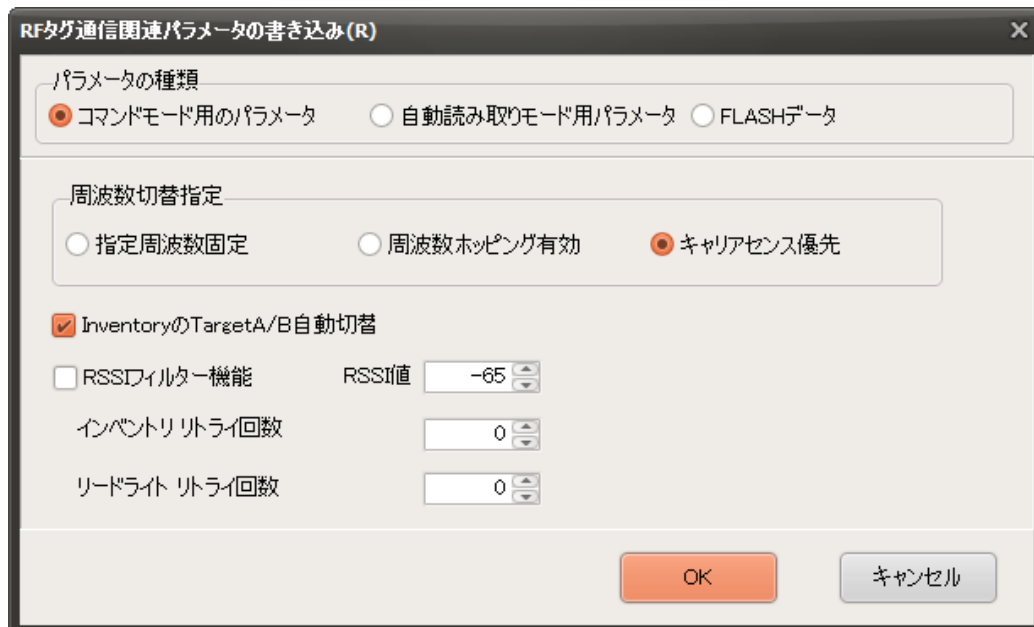 RFタグ通信関連パラメータの書き込み(R)
パラメータの種類
コマンドモード用のパラメータ 自動読み取りモード用パラメータ FLASHデータ
周波数切替指定
指定周波数固定 周波数ホッピング有効 キャリアセンス優先
InventoryのTargetA/B自動切替
RSSIフィルター機能 RSSI値 -65
インベントリ リトライ回数 0
リードライト リトライ回数 0
OK キャンセル